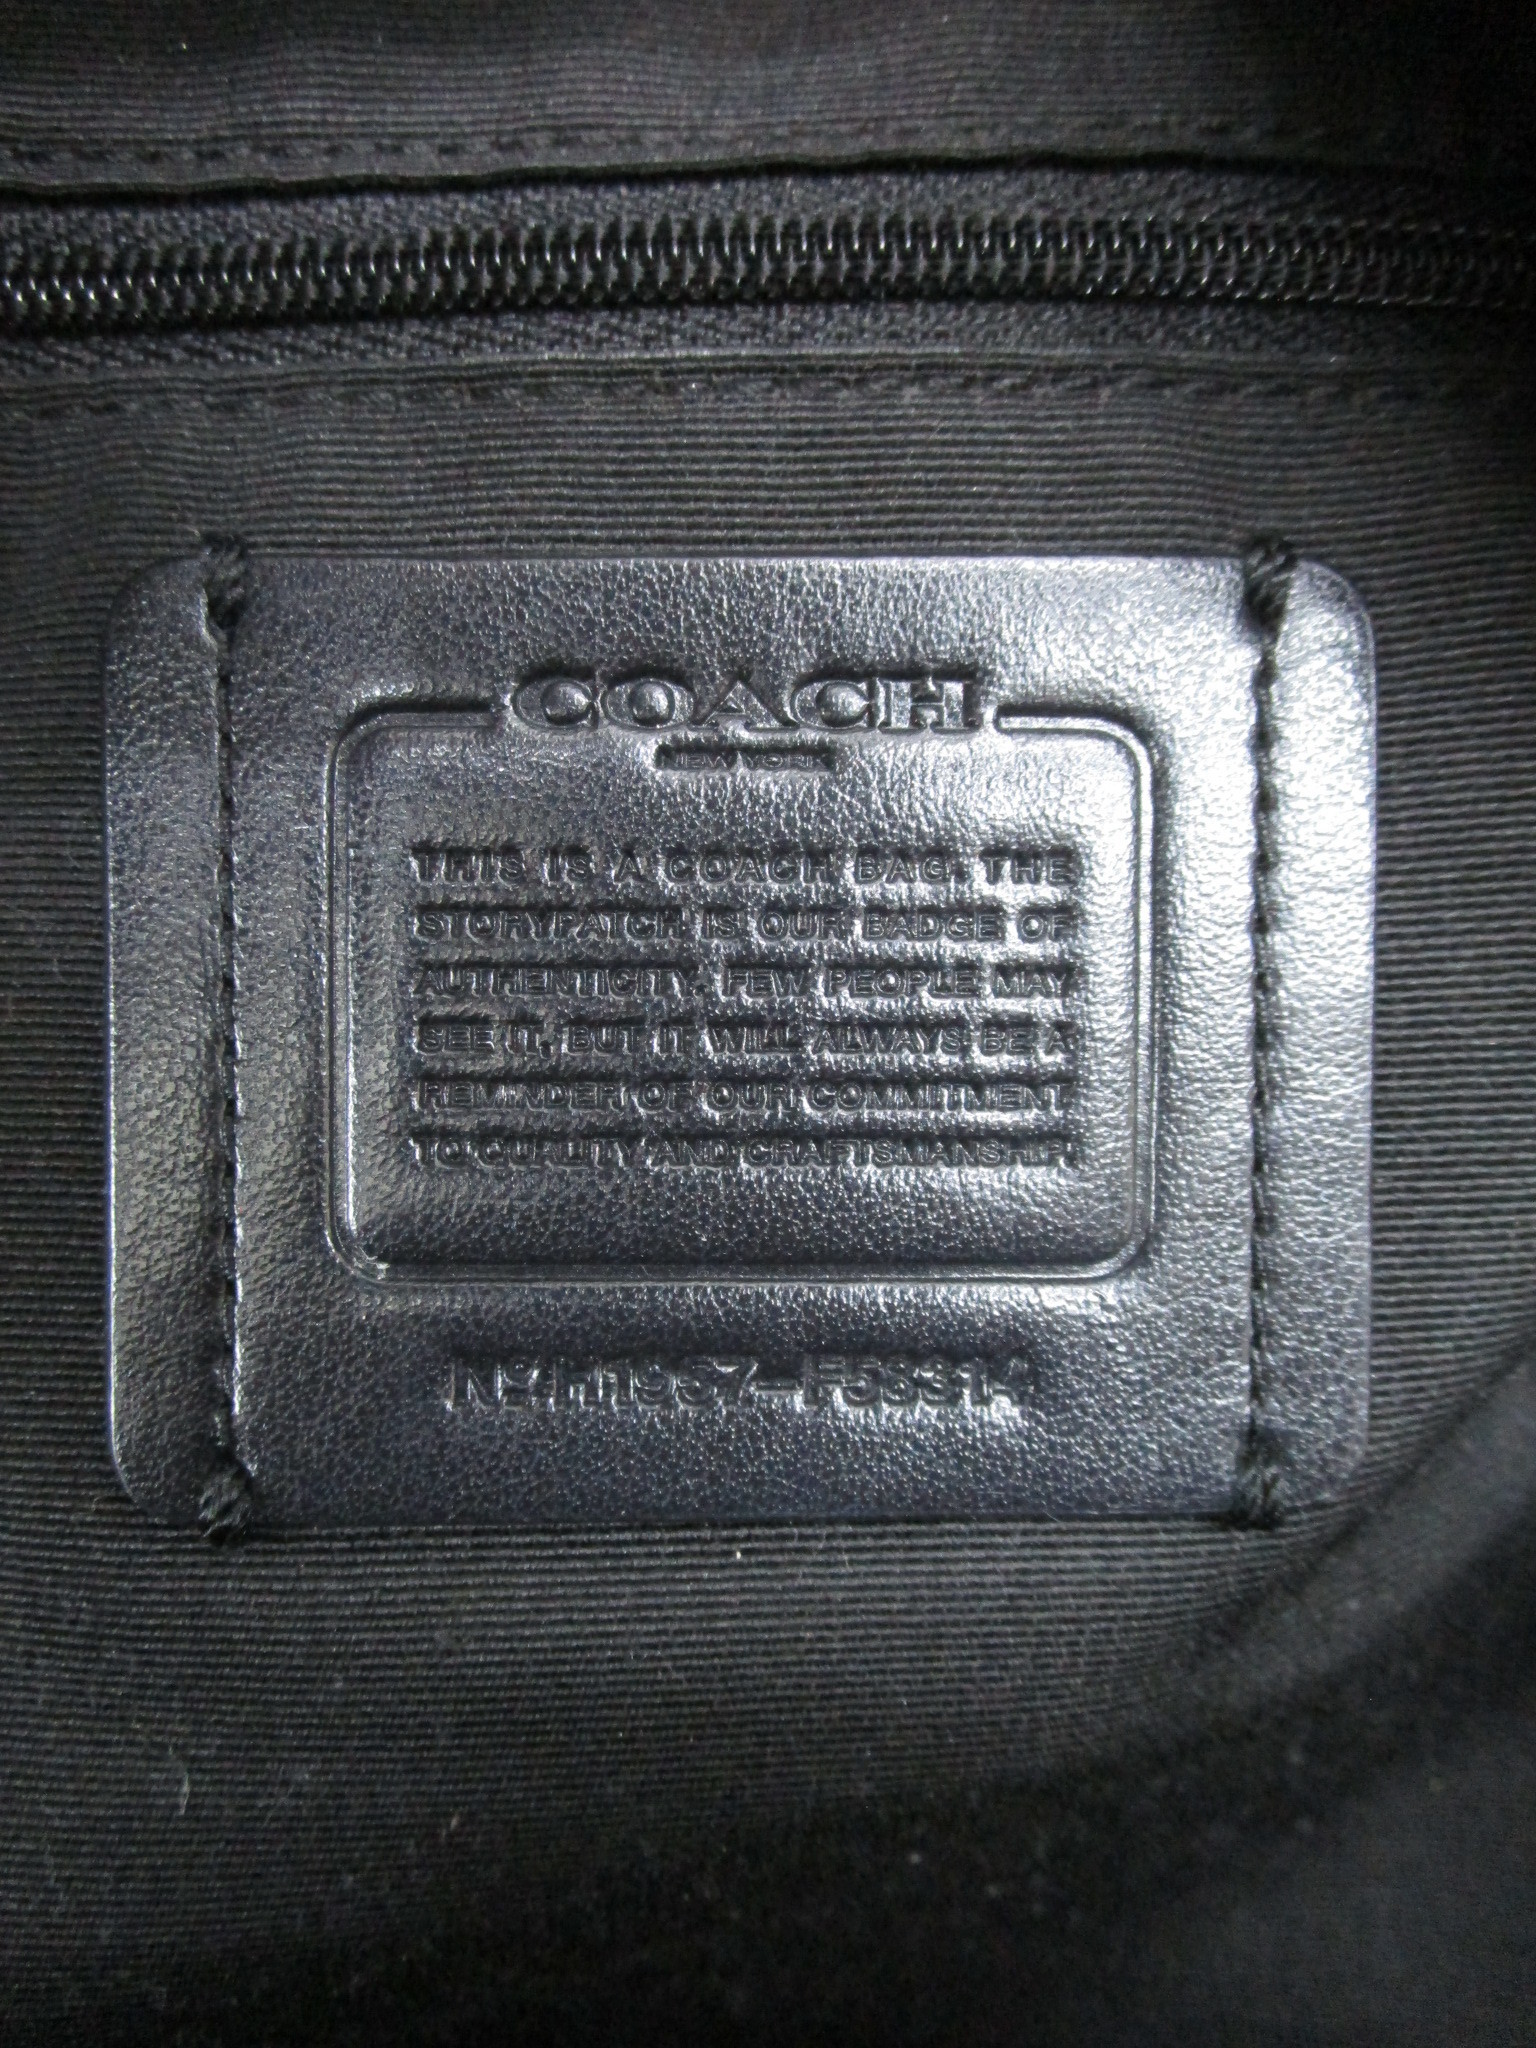 COACH
NEW YORK
THIS IS A COACH BAG. THE
STORYPATCH IS OUR BADGE OF
AUTHENTICITY. FEW PEOPLE MAY
SEE IT, BUT IT WILL ALWAYS BE A
REMINDER OF OUR COMMITMENT
TO QUALITY AND CRAFTSMANSHIP.